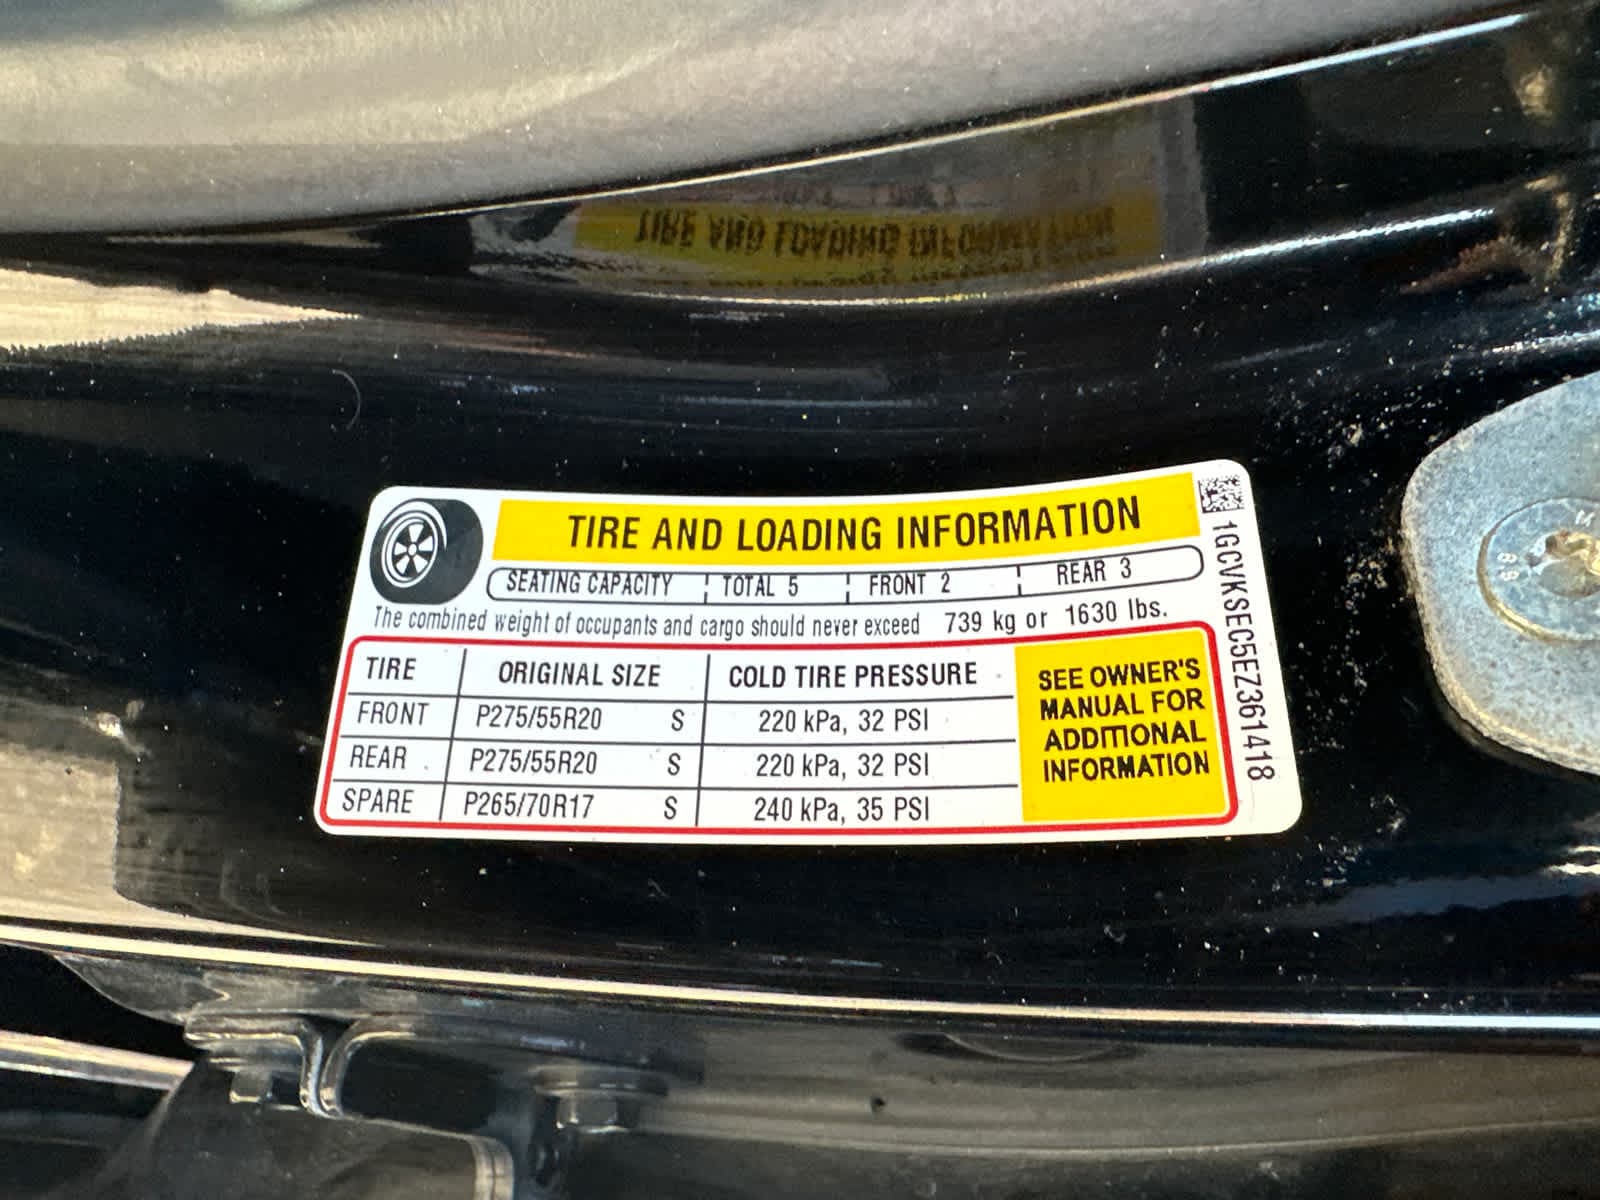 TIRE AND LOADING INFORMATION
SEATING CAPACITY TOTAL 5 FRONT 2 REAR 3
The combined weight of occupants and cargo should never exceed 739 kg or 1630 lbs.
TIRE ORIGINAL SIZE COLD TIRE PRESSURE
FRONT P275/55R20 S 220 kPa, 32 PSI
REAR P275/55R20 S 220 kPa, 32 PSI
SPARE P265/70R17 S 240 kPa, 35 PSI
SEE OWNER'S
MANUAL FOR
ADDITIONAL
INFORMATION
1GCVKSEC5EZ361418